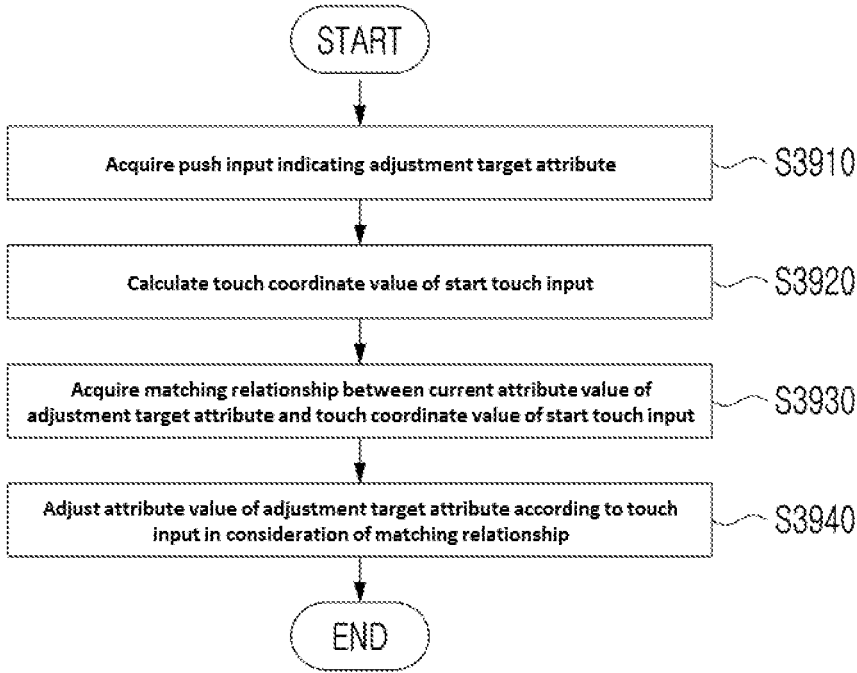 START
Acquire push input indicating adjustment target attribute
S3910
Calculate touch coordinate value of start touch input
S3920
Acquire matching relationship between current attribute value of
adjustment target attribute and touch coordinate value of start touch input
S3930
Adjust attribute value of adjustment target attribute according to touch
input in consideration of matching relationship
S3940
END